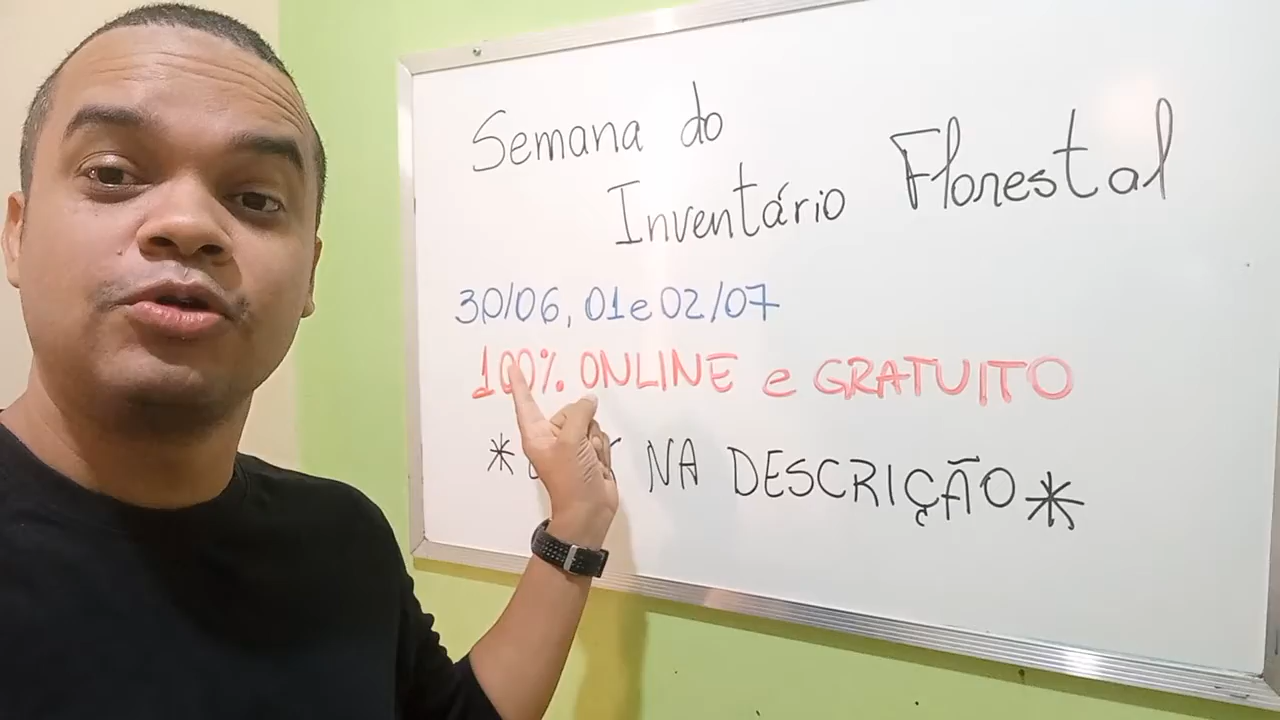 Semana do
Inventário Florestal
30/06, 01 e 02/07
100% ONLINE e GRATUITO
* NA DESCRIÇÃO *